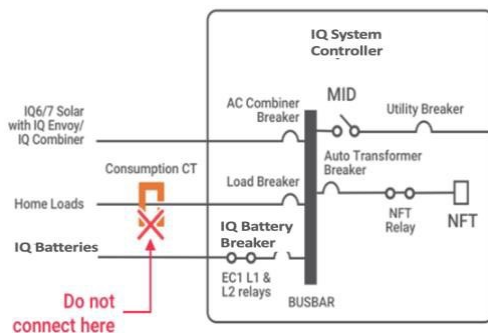 IQ System
Controller
IQ6/7 Solar
with IQ Envoy/
IQ Combiner
AC Combiner
Breaker
MID
Utility Breaker
Consumption CT
Auto Transformer
Breaker
Home Loads
Load Breaker
NFT
Relay
NFT
IQ Batteries
IQ Battery
Breaker
EC1 L1 &
L2 relays
BUSBAR
Do not
connect here